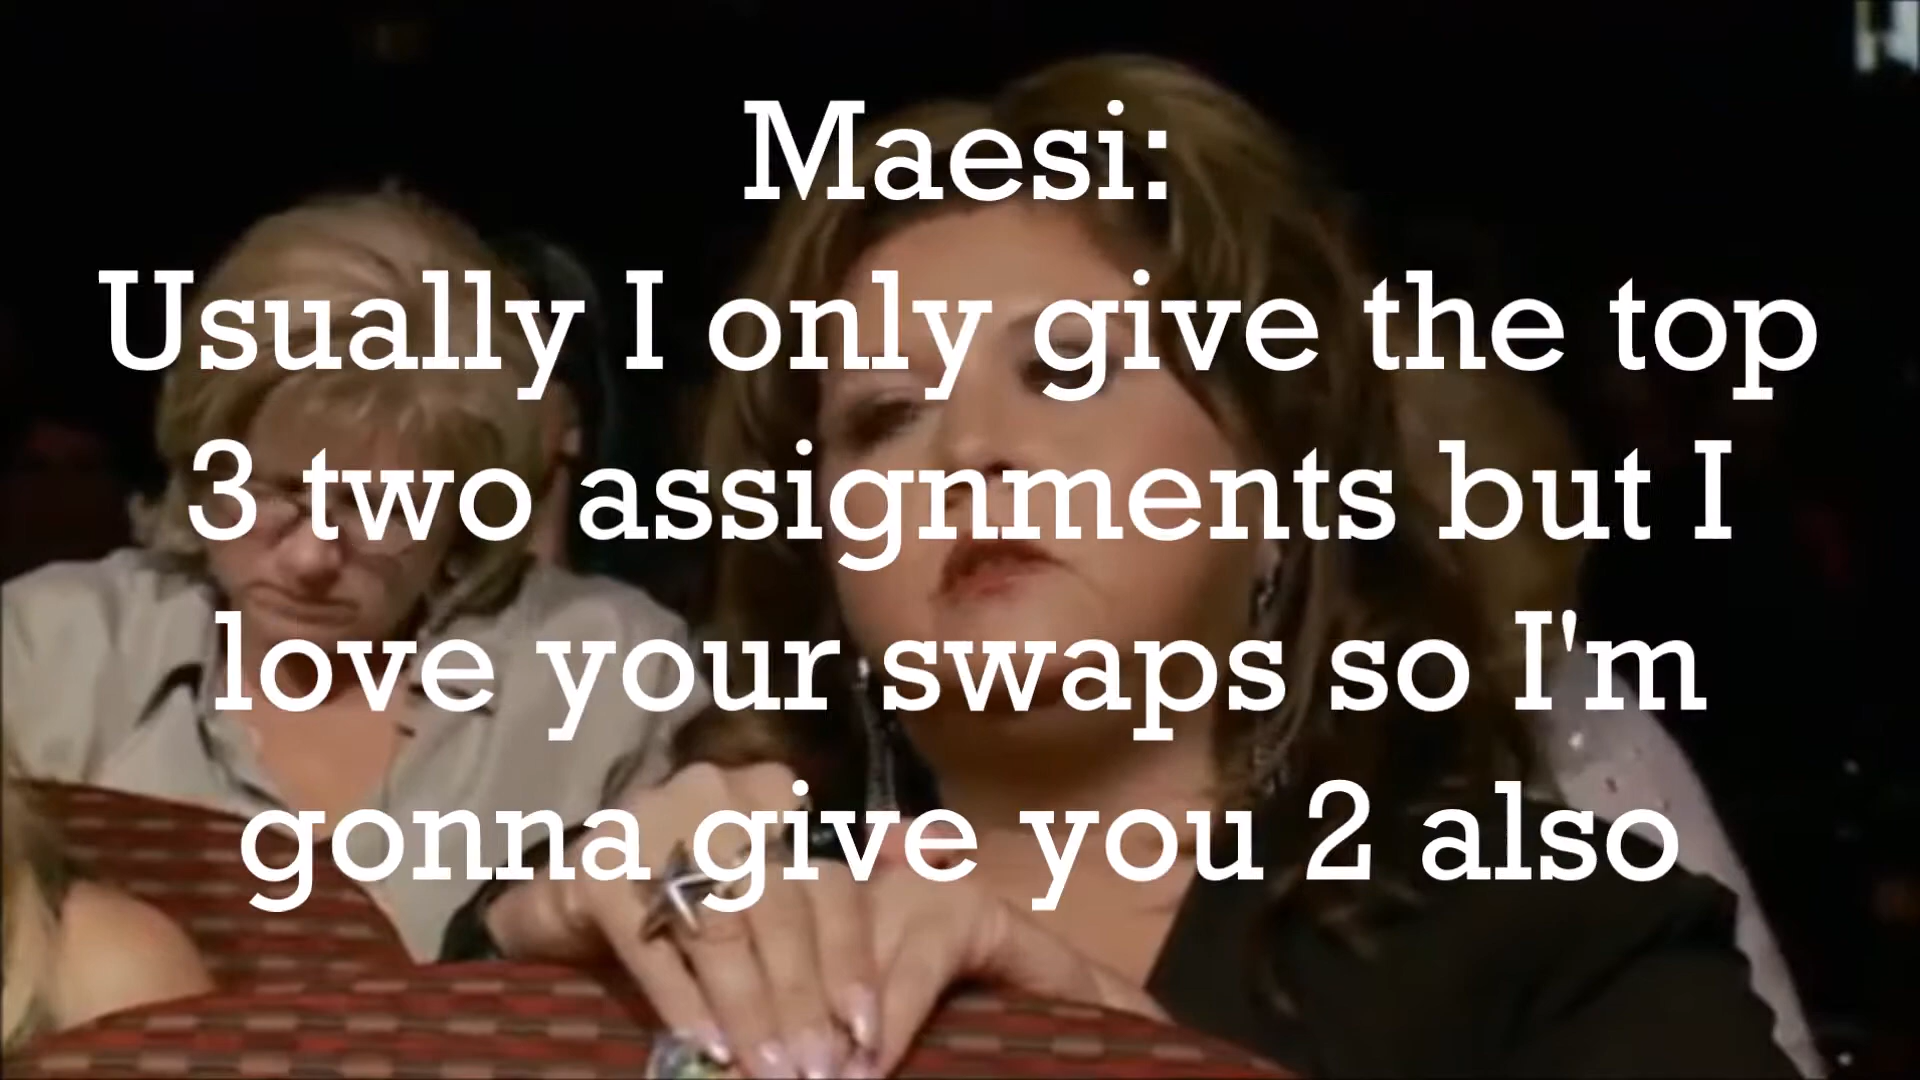 Maesi:
Usually I only give the top
3 two assignments but I
love your swaps so I'm
gonna give you 2 also